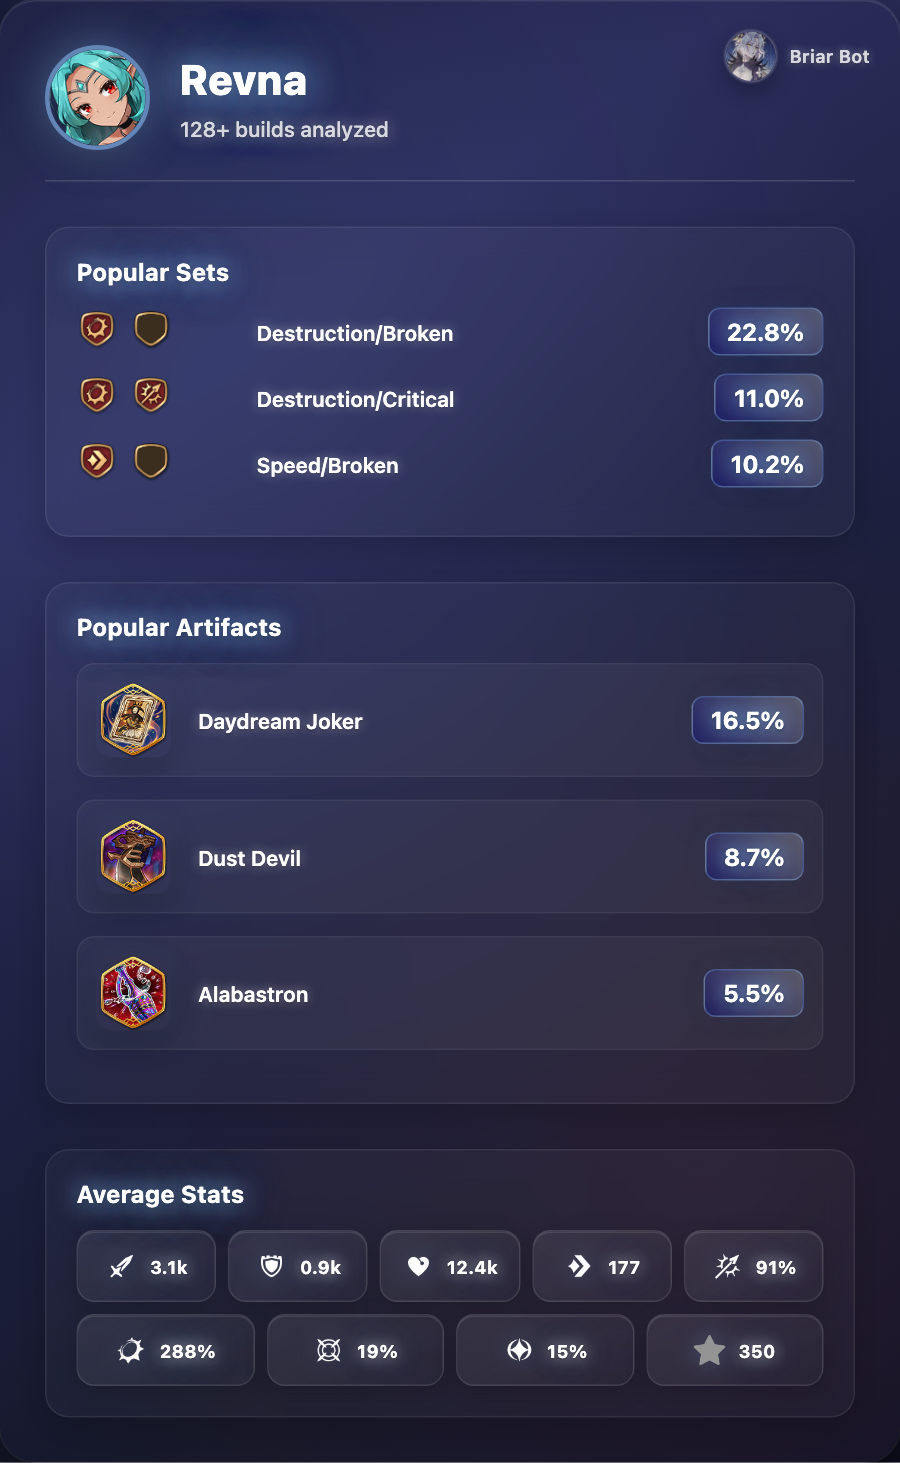 Revna
128+ builds analyzed
Briar Bot
Popular Sets
Destruction/Broken
22.8%
Destruction/Critical
11.0%
Speed/Broken
10.2%
Popular Artifacts
Daydream Joker
16.5%
Dust Devil
8.7%
Alabastron
5.5%
Average Stats
3.1k
0.9k
12.4k
177
91%
288%
19%
15%
350